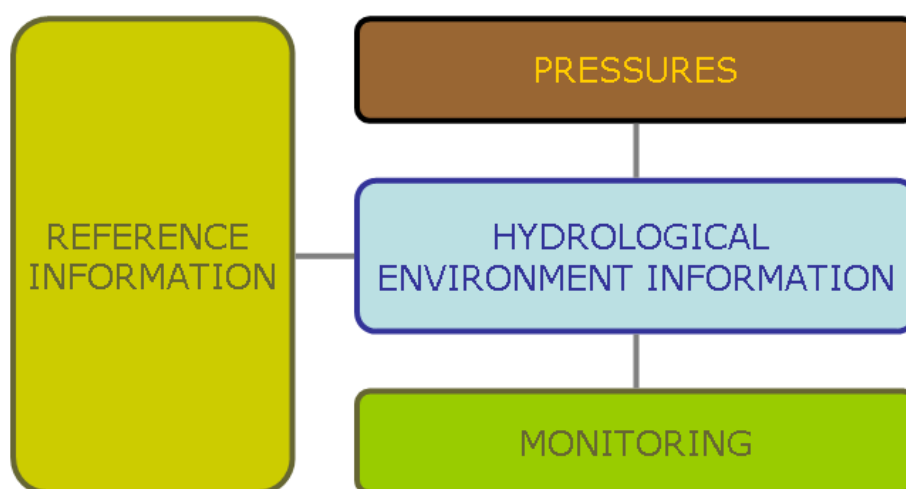 PRESSURES
REFERENCE
INFORMATION
HYDROLOGICAL
ENVIRONMENT INFORMATION
MONITORING